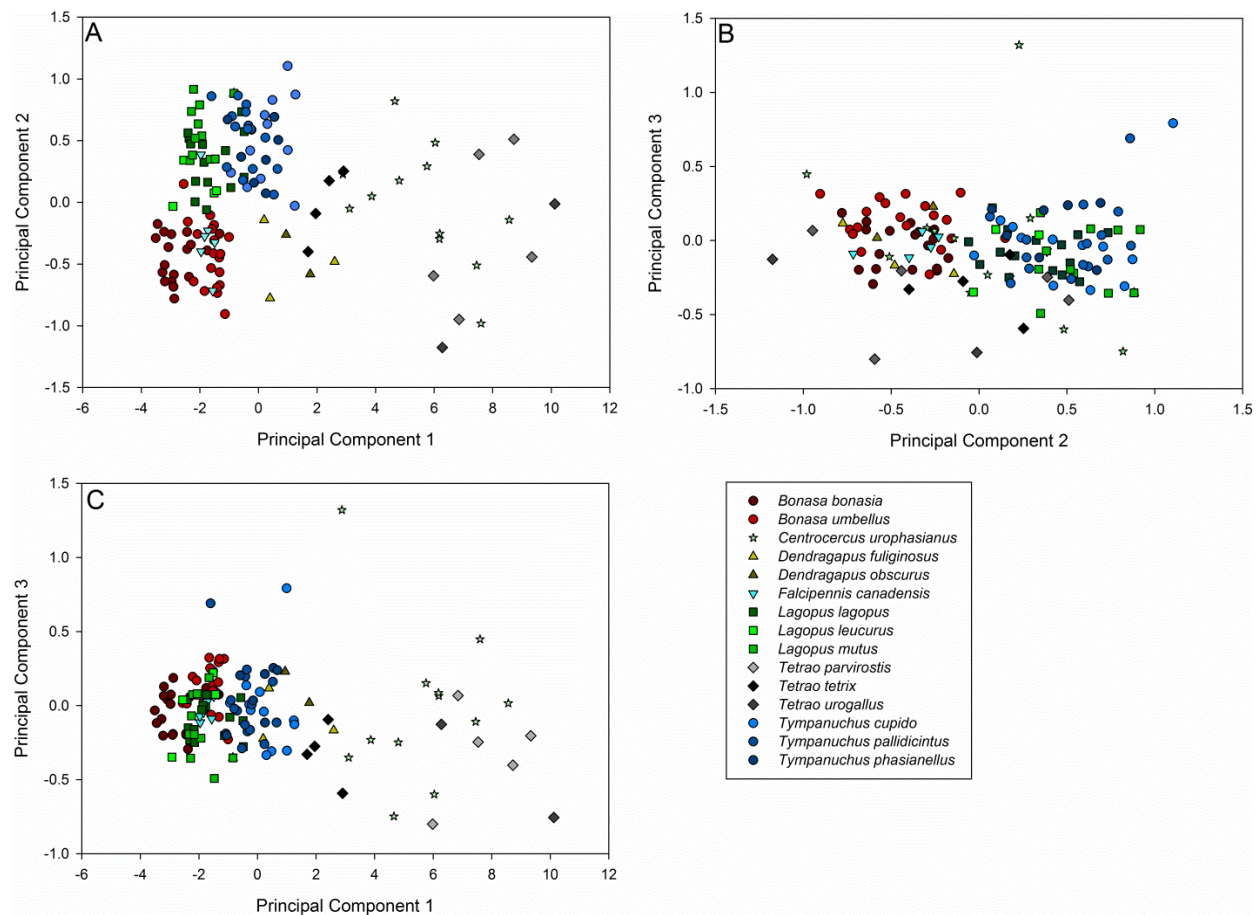 A
1.5
1.0
0.5
0.0
-0.5
-1.0
-1.5
Principal Component 2
-6 -4 -2 0 2 4 6 8 10 12
Principal Component 1
B
1.5
1.0
0.5
0.0
-0.5
-1.0
Principal Component 3
-1.5 -1.0 -0.5 0.0 0.5 1.0 1.5
Principal Component 2
C
1.5
1.0
0.5
0.0
-0.5
-1.0
Principal Component 3
-6 -4 -2 0 2 4 6 8 10 12
Principal Component 1
Bonasa bonasia
Bonasa umbellus
Centrocercus urophasianus
Dendragapus fuliginosus
Dendragapus obscurus
Falcipennis canadensis
Lagopus lagopus
Lagopus leucurus
Lagopus mutus
Tetrao parvirostis
Tetrao tetrix
Tetrao urogallus
Tympanuchus cupido
Tympanuchus pallidicintus
Tympanuchus phasianellus